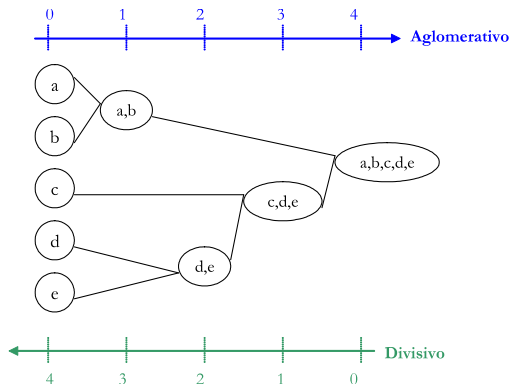 0 1 2 3 4
Aglomerativo
a
a,b
b
a,b,c,d,e
c
c,d,e
d
d,e
e
Divisivo
4 3 2 1 0